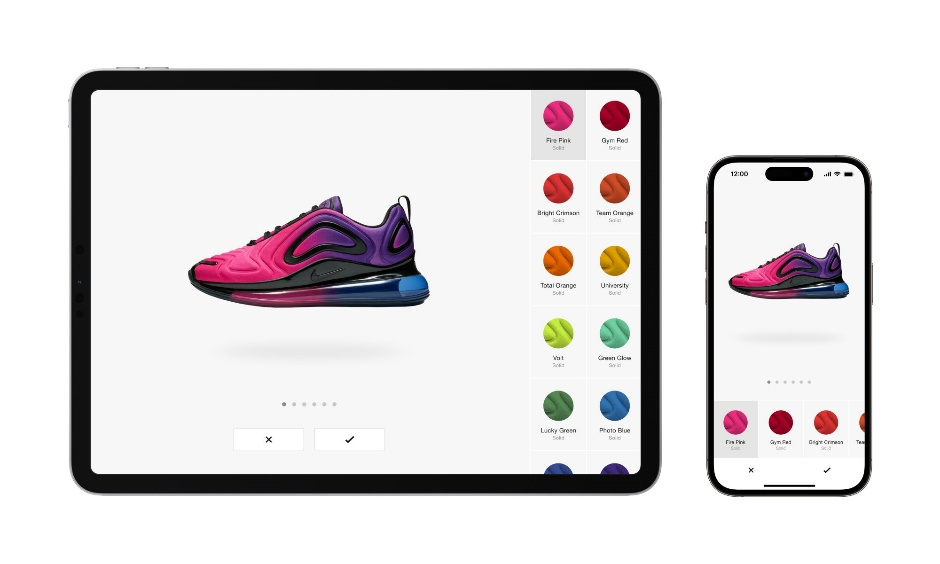 Fire Pink
Solid
Gym Red
Solid
Bright Crimson
Solid
Team Orange
Solid
Total Orange
Solid
University
Solid
Volt
Solid
Green Glow
Solid
Lucky Green
Solid
Photo Blue
Solid
12:00
Fire Pink
Solid
Gym Red
Solid
Bright Crimson
Solid
Tea